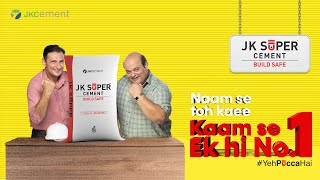 JKcement
JK SUPER
CEMENT
BUILD SAFE
JKcement
JK SUPER
CEMENT
BUILD SAFE
Naam se
toh kaee
Kaam se
Ek hi No.1
#YehPuccaHai